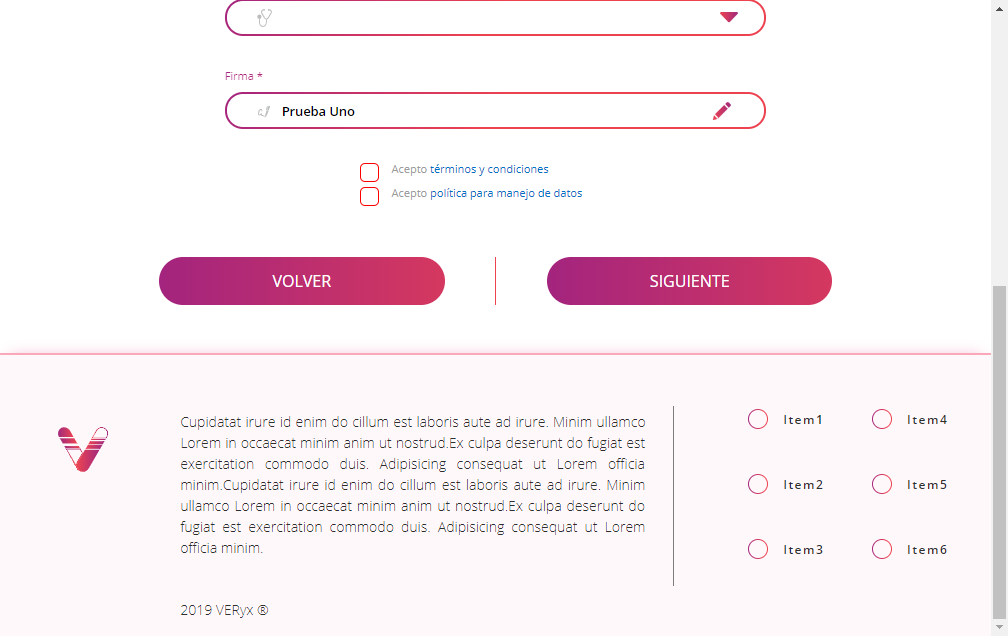 Firma *
Prueba Uno
Acepto términos y condiciones
Acepto política para manejo de datos
VOLVER
SIGUIENTE
Cupidatat irure id enim do cillum est laboris aute ad irure. Minim ullamco
Lorem in occaecat minim anim ut nostrud.Ex culpa deserunt do fugiat est
exercitation commodo duis. Adipisicing consequat ut Lorem officia
minim.Cupidatat irure id enim do cillum est laboris aute ad irure. Minim
ullamco Lorem in occaecat minim anim ut nostrud.Ex culpa deserunt do
fugiat est exercitation commodo duis. Adipisicing consequat ut Lorem
officia minim.
2019 VERyx ®
Item1
Item4
Item2
Item5
Item3
Item6